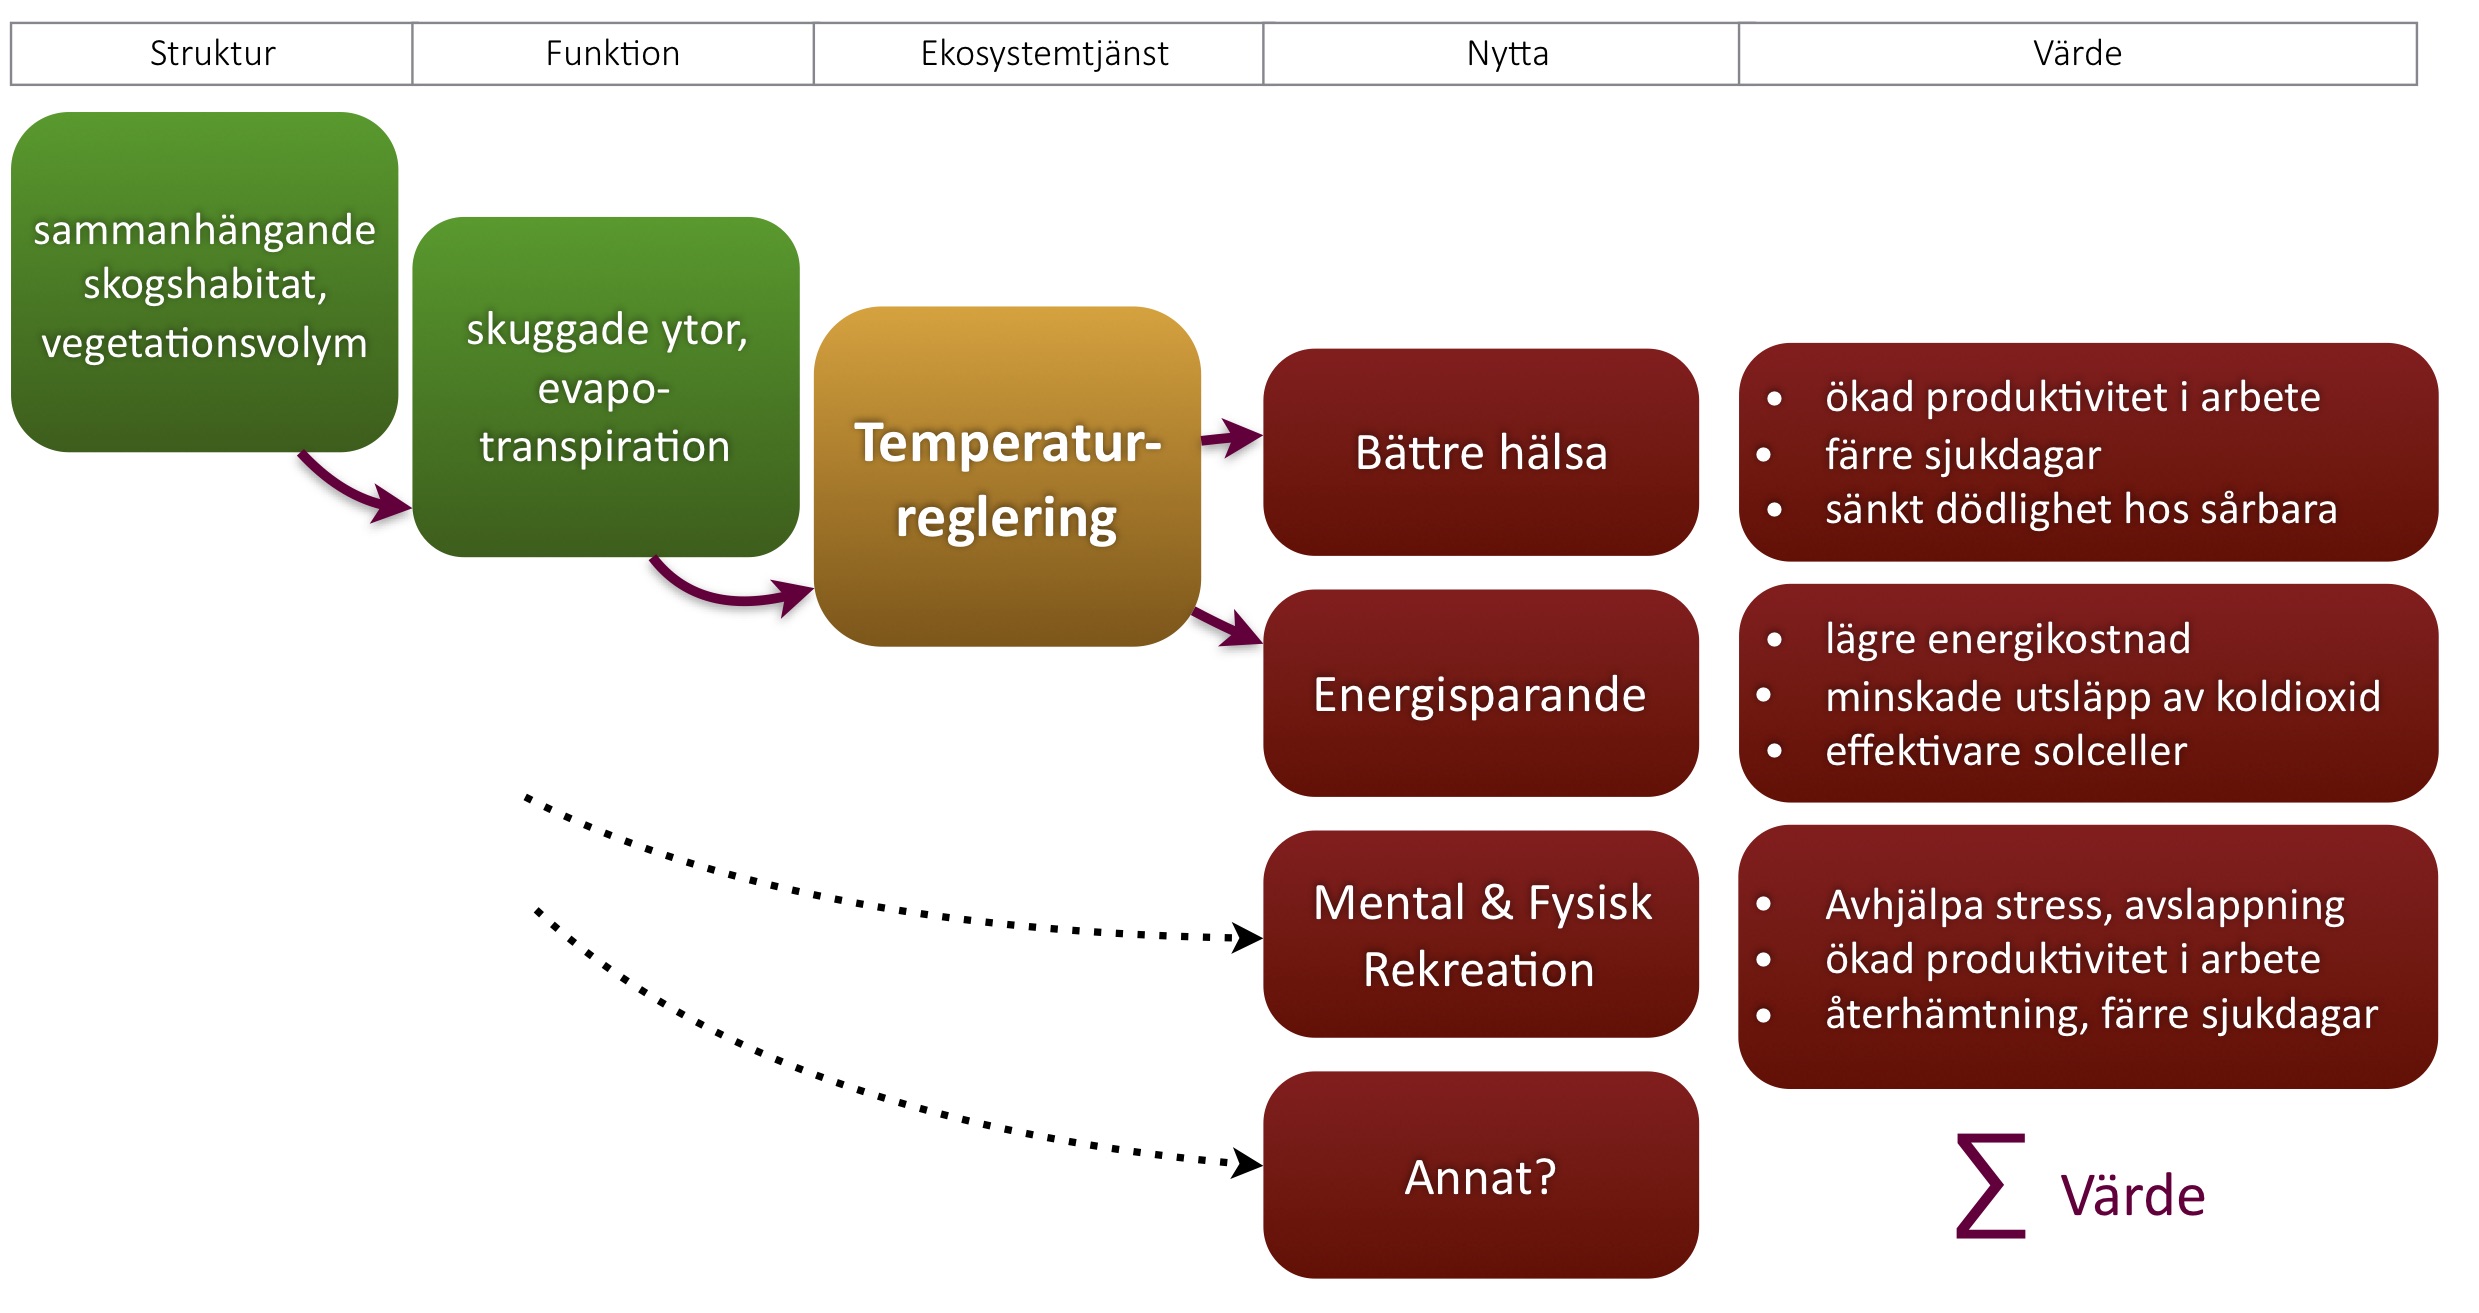 Struktur
Funktion
Ekosystemtjänst
Nytta
Värde
sammanhängande
skogshabitat,
vegetationsvolym
skuggade ytor,
evapo-
transpiration
Temperatur-
reglering
Bättre hälsa
• ökad produktivitet i arbete
• färre sjukdagar
• sänkt dödlighet hos sårbara
Energisparande
• lägre energikostnad
• minskade utsläpp av koldioxid
• effektivare solceller
Mental & Fysisk
Rekreation
• Avhjälpa stress, avslappning
• ökad produktivitet i arbete
• återhämtning, färre sjukdagar
Annat?
∑ Värde